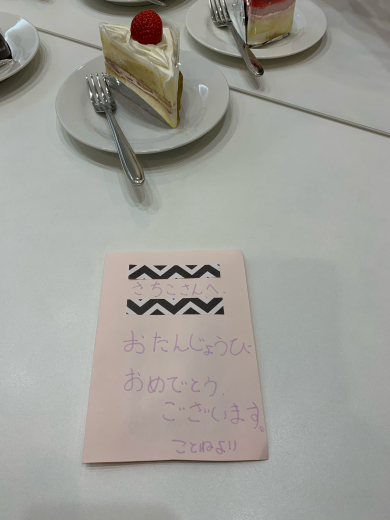 さちこさんへ.
おたんじょうび
おめでとう.
ございます。
ことねより